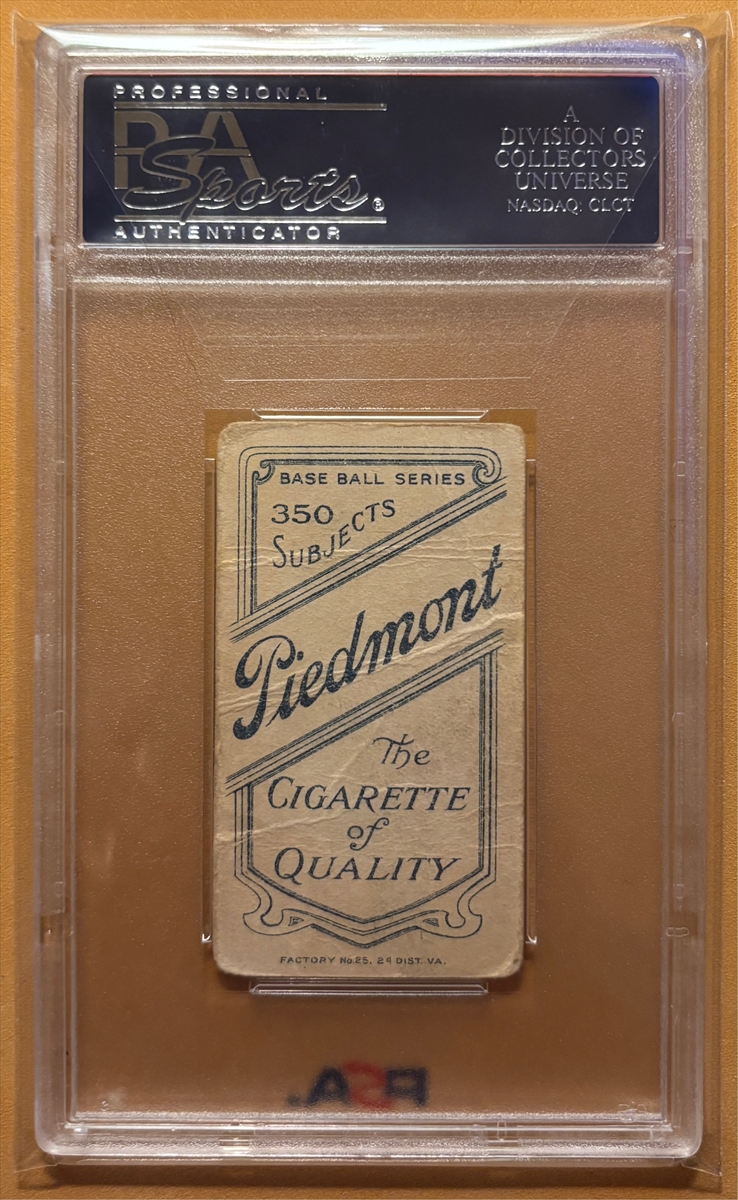 PROFESSIONAL
PSA
Sports®
AUTHENTICATOR
A
DIVISION OF
COLLECTORS
UNIVERSE
NASDAQ: CLCT
BASE BALL SERIES
350
SUBJECTS
Piedmont
The
CIGARETTE
of
QUALITY
FACTORY No. 25, 2d DIST. VA.
PSA.